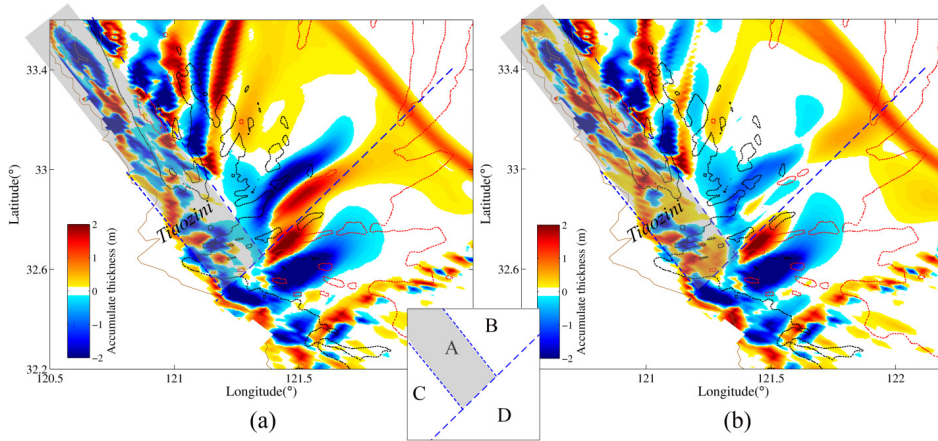 33.4
33
32.6
32.2
Latitude(°)
120.5
121
121.5
Longitude(°)
Tiaozini
2
1
0
−1
−2
Accumulate thickness (m)
(a)
A
B
C
D
33.4
33
32.6
Latitude(°)
121
121.5
122
Longitude(°)
Tiaozini
2
1
0
−1
−2
Accumulate thickness (m)
(b)